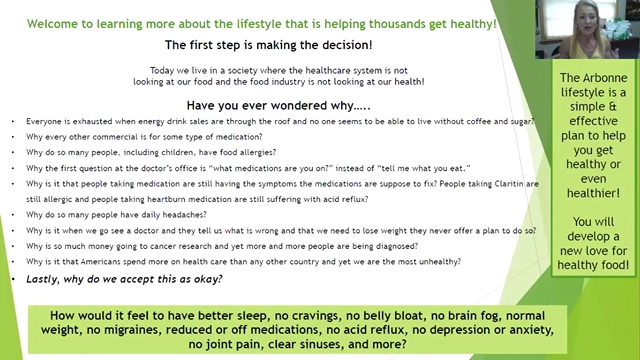 Welcome to learning more about the lifestyle that is helping thousands get healthy!
The first step is making the decision!
Today we live in a society where the healthcare system is not
looking at our food and the food industry is not looking at our health!
Have you ever wondered why…..
• Everyone is exhausted when energy drink sales are through the roof and no one seems to be able to live without coffee and sugar?
• Why every other commercial is for some type of medication?
• Why do so many people, including children, have food allergies?
• Why the first question at the doctor's office is "what medications are you on?" instead of "tell me what you eat."
• Why is it that people taking medication are still having the symptoms the medications are suppose to fix? People taking Claritin are
still allergic and people taking heartburn medication are still suffering with acid reflux?
• Why do so many people have daily headaches?
• Why is it when we go see a doctor and they tell us what is wrong and that we need to lose weight they never offer a plan to do so?
• Why is so much money going to cancer research and yet more and more people are being diagnosed?
• Why is it that Americans spend more on health care than any other country and yet we are the most unhealthy?
• Lastly, why do we accept this as okay?
The Arbonne
lifestyle is a
simple &
effective
plan to help
you get
healthy or
even
healthier!
You will
develop a
new love for
healthy food!
How would it feel to have better sleep, no cravings, no belly bloat, no brain fog, normal
weight, no migraines, reduced or off medications, no acid reflux, no depression or anxiety,
no joint pain, clear sinuses, and more?